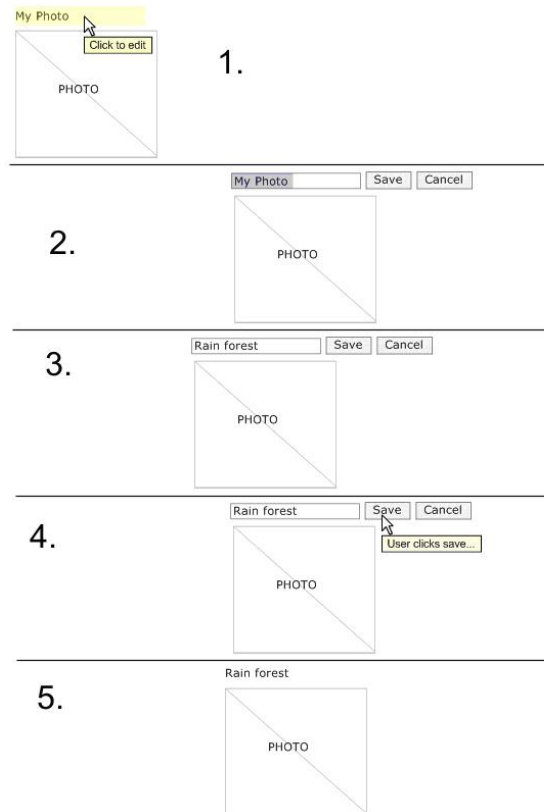 My Photo
Click to edit
PHOTO
1.
My Photo Save Cancel
2.
PHOTO
Rain forest Save Cancel
3.
PHOTO
Rain forest Save Cancel
4.
User clicks save...
PHOTO
Rain forest
5.
PHOTO